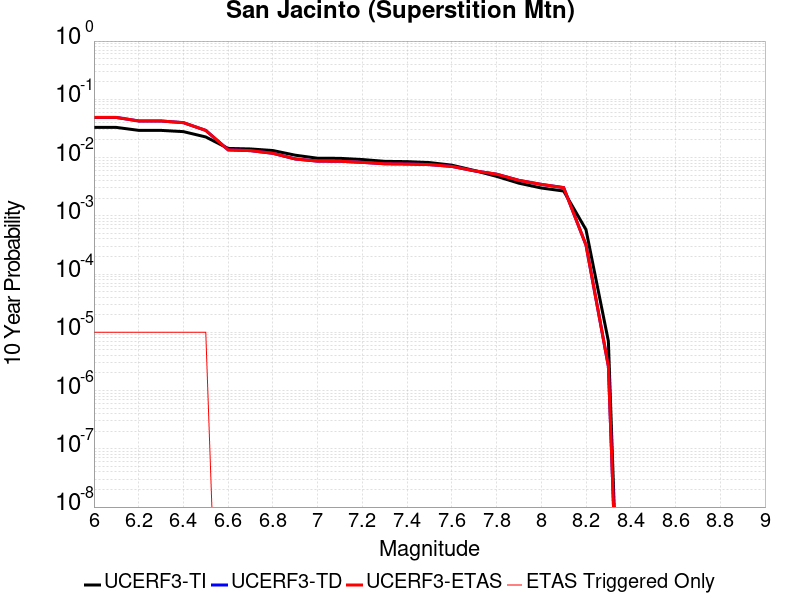 San Jacinto (Superstition Mtn)
10 0
10 -1
10 -2
10 -3
10 -4
10 -5
10 -6
10 -7
10 -8
10 Year Probability
6 6.2 6.4 6.6 6.8 7 7.2 7.4 7.6 7.8 8 8.2 8.4 8.6 8.8 9
Magnitude
UCERF3-TI UCERF3-TD UCERF3-ETAS ETAS Triggered Only